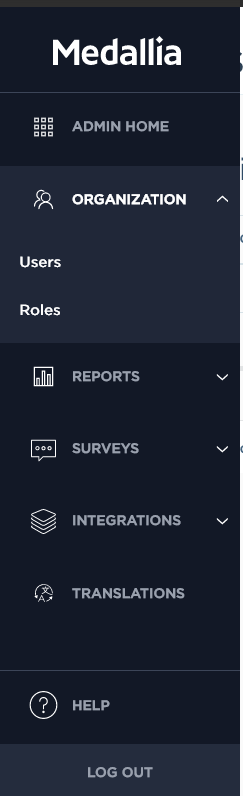 Medallia
ADMIN HOME
ORGANIZATION
Users
Roles
REPORTS
SURVEYS
INTEGRATIONS
TRANSLATIONS
HELP
LOG OUT